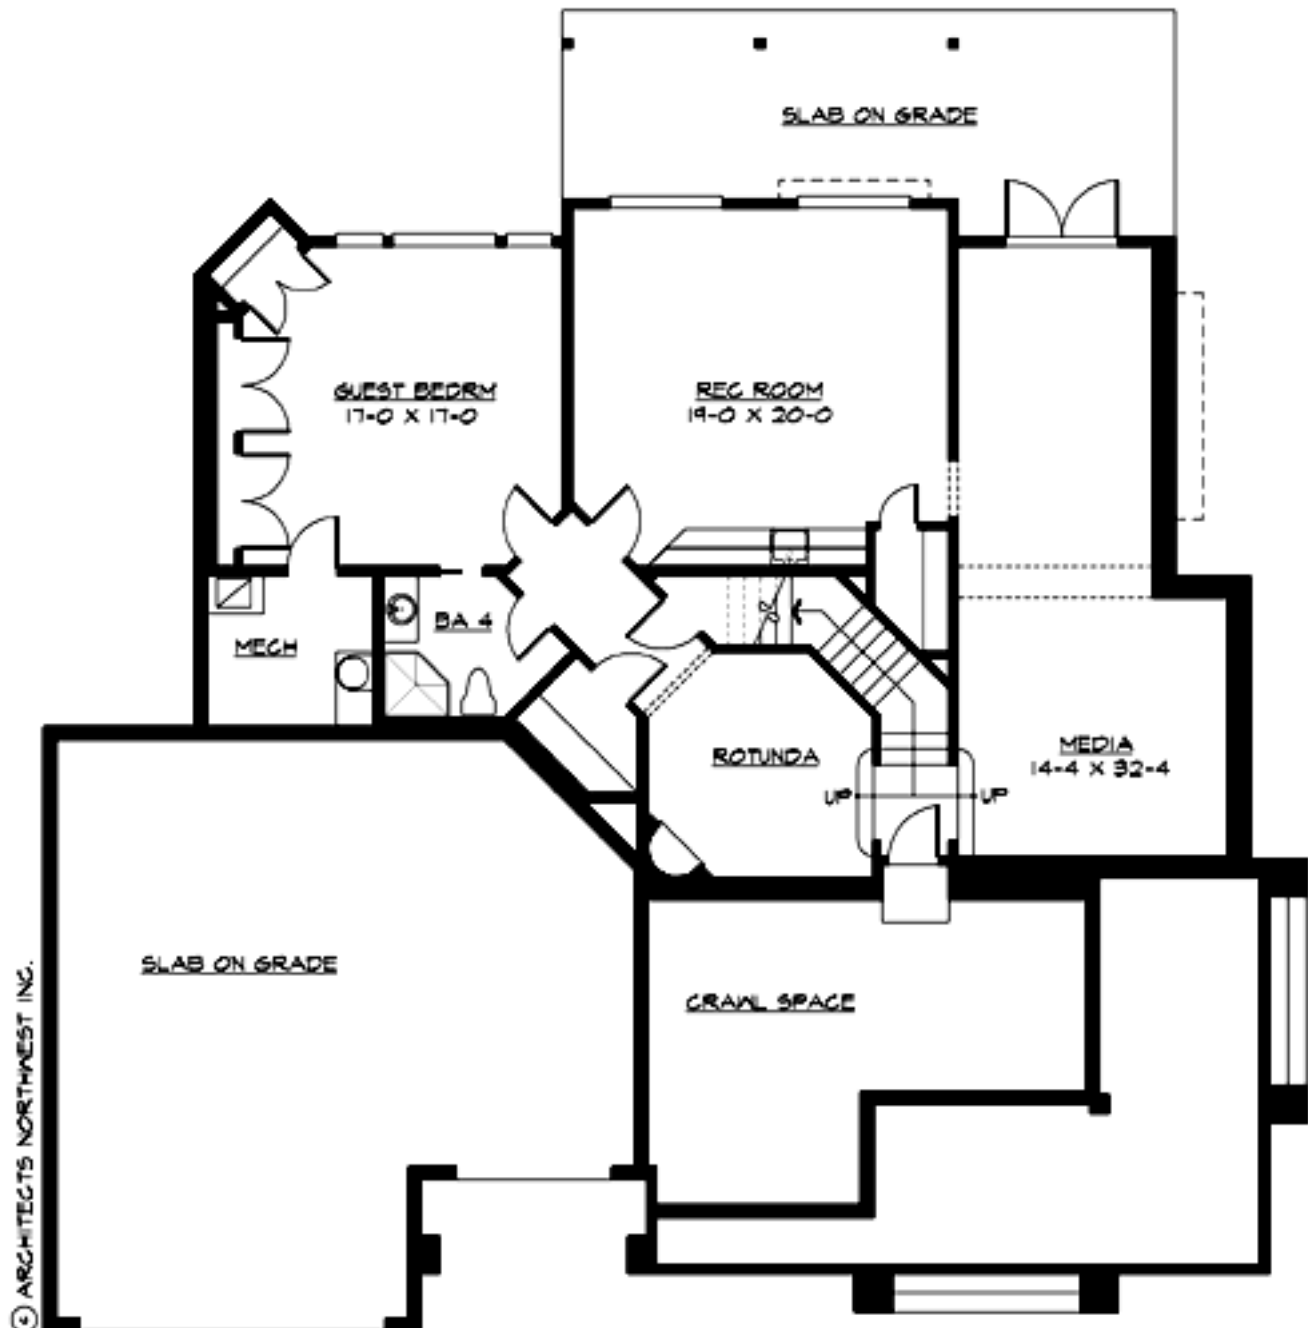 SLAB ON GRADE
GUEST BEDRM
17-0 X 17-0
REC ROOM
19-0 X 20-0
BA 4
MECH
ROTUNDA
MEDIA
14-4 X 32-4
UP
UP
SLAB ON GRADE
CRAWL SPACE
© ARCHITECTS NORTHWEST INC.